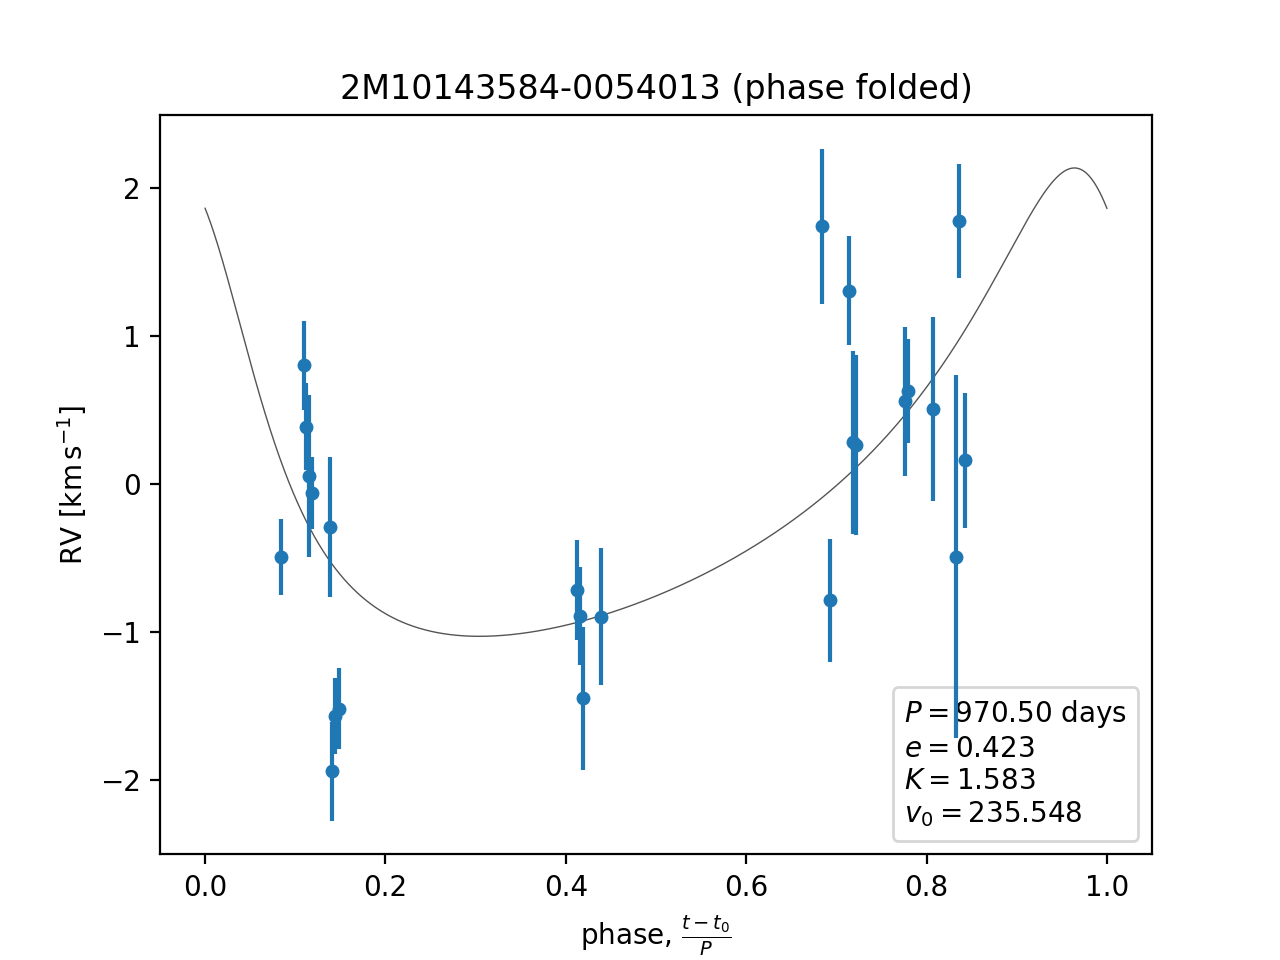 2M10143584-0054013 (phase folded)
RV [km s⁻¹]
2
1
0
−1
−2
P = 970.50 days
e = 0.423
K = 1.583
v₀ = 235.548
0.0 0.2 0.4 0.6 0.8 1.0
phase, (t − t₀)/P